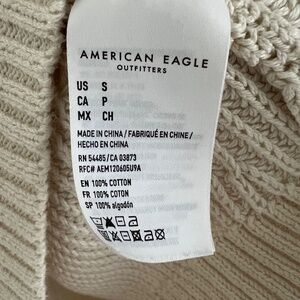 AMERICAN EAGLE
OUTFITTERS
US S
CA P
MX CH
MADE IN CHINA / FABRIQUÉ EN CHINE /
HECHO EN CHINA
RN 54485/CA 03873
RFC# AEM120605U9A
EN 100% COTTON
FR 100% COTON
SP 100% algodón